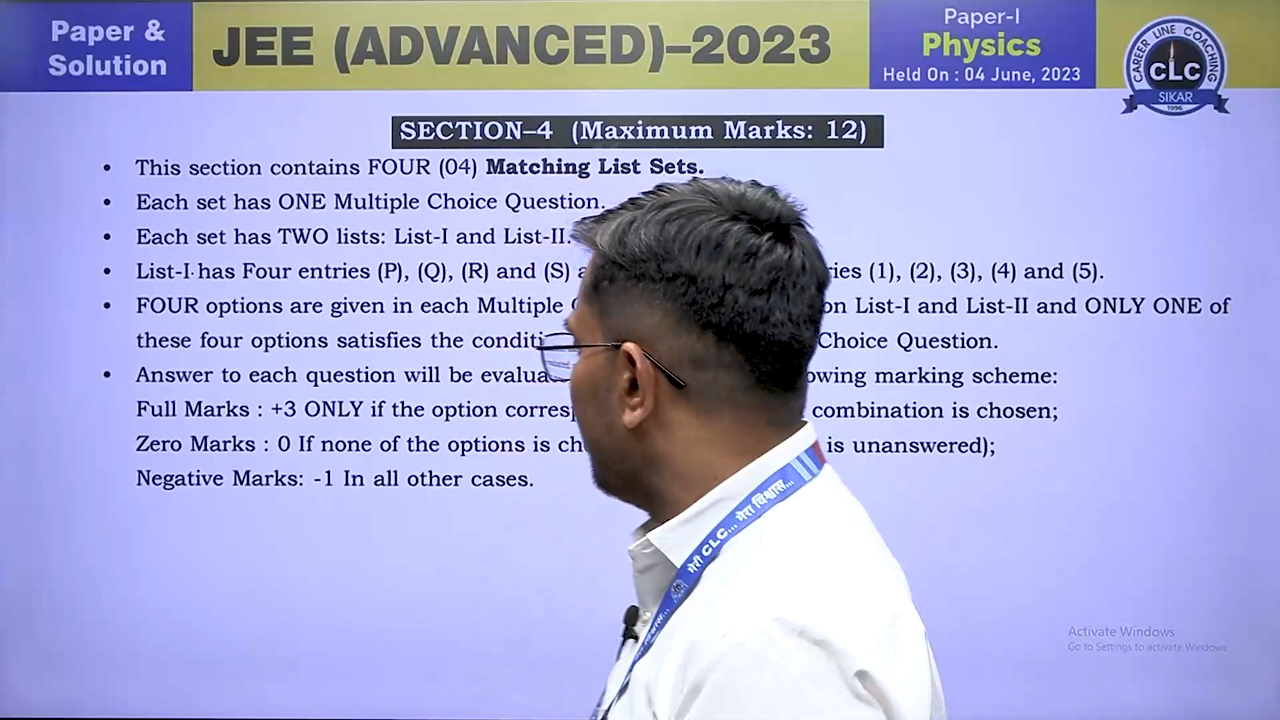 Paper &
Solution
JEE (ADVANCED)–2023
Paper-I
Physics
Held On : 04 June, 2023
CAREER LINE COACHING
CLC
SIKAR
1996
SECTION–4 (Maximum Marks: 12)
• This section contains FOUR (04) Matching List Sets.
• Each set has ONE Multiple Choice Question.
• Each set has TWO lists: List-I and List-II.
• List-I has Four entries (P), (Q), (R) and (S) (1), (2), (3), (4) and (5).
• FOUR options are given in each Multiple on List-I and List-II and ONLY ONE of
these four options satisfies the Choice Question.
• Answer to each question will be marking scheme:
Full Marks : +3 ONLY if the option combination is chosen;
Zero Marks : 0 If none of the options is is unanswered);
Negative Marks: -1 In all other cases.
मेरी CLC... मेरा विश्वास...
Activate Windows
Go to Settings to activate Windows.